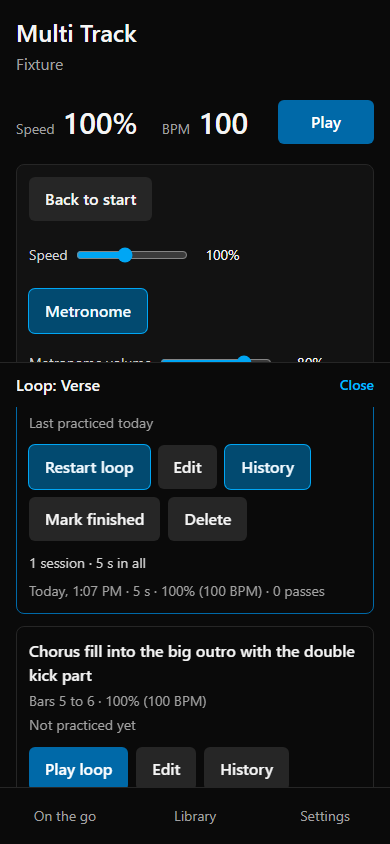 Multi Track
Fixture
Speed 100% BPM 100 Play
Back to start
Speed 100%
Metronome
Metronome volume 80%
Loop: Verse Close
Last practiced today
Restart loop Edit History
Mark finished Delete
1 session · 5 s in all
Today, 1:07 PM · 5 s · 100% (100 BPM) · 0 passes
Chorus fill into the big outro with the double
kick part
Bars 5 to 6 · 100% (100 BPM)
Not practiced yet
Play loop Edit History
On the go Library Settings